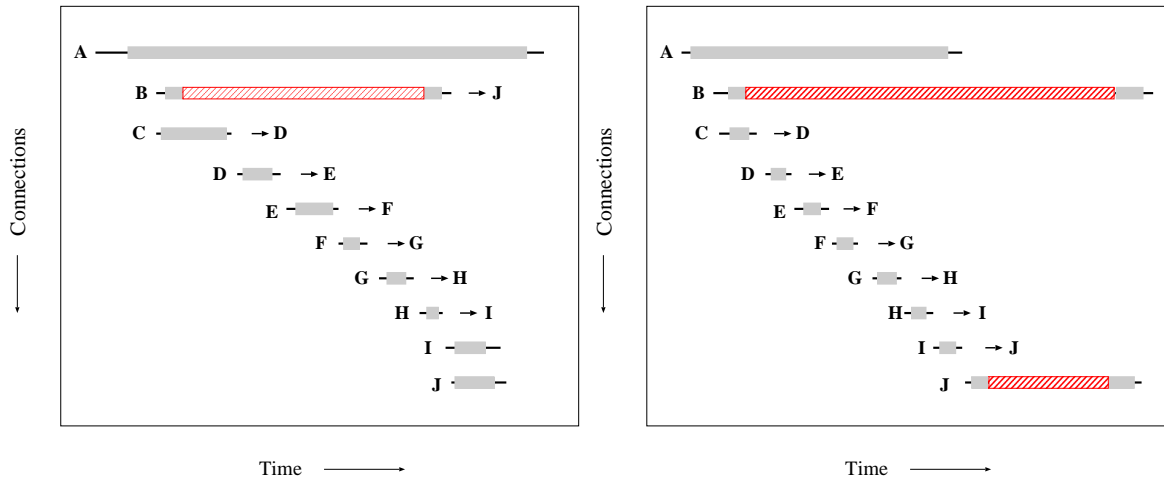 A
B J
C D
D E
E F
F G
G H
H I
I
J
Connections
Time
A
B
C D
D E
E F
F G
G H
H I
I J
J
Connections
Time